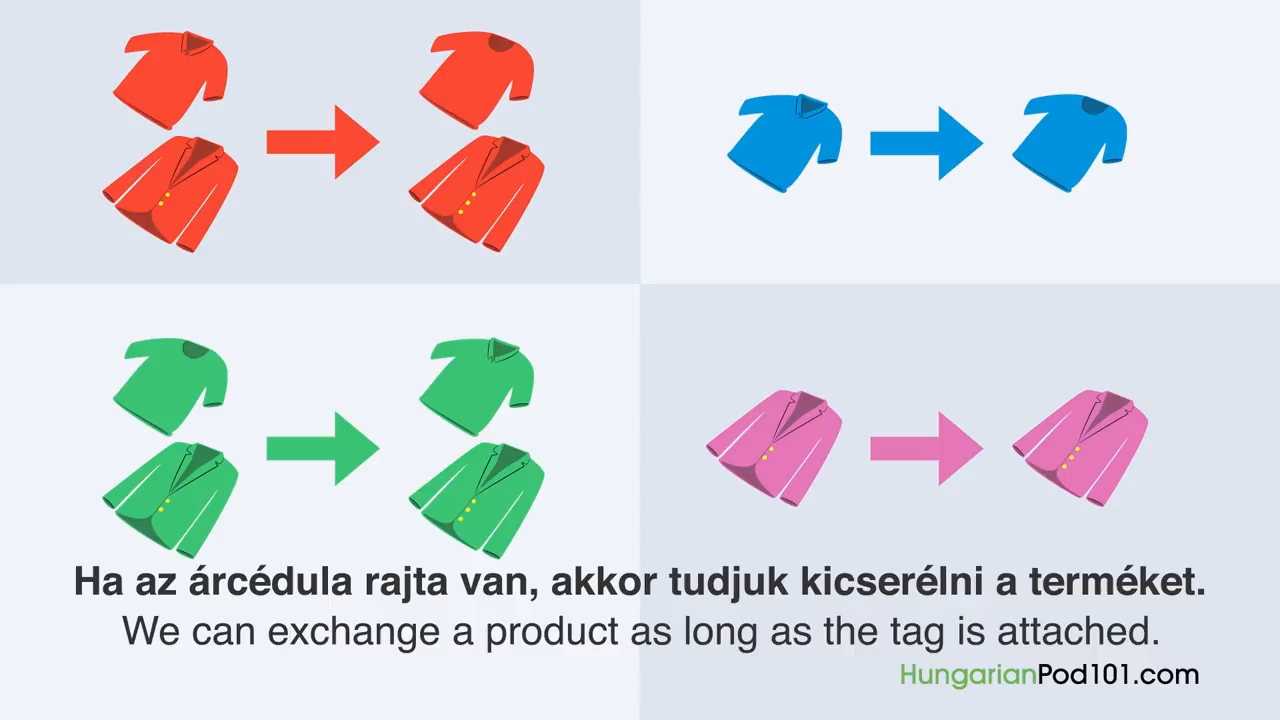 Ha az árcédula rajta van, akkor tudjuk kicserélni a terméket.
We can exchange a product as long as the tag is attached.
HungarianPod101.com